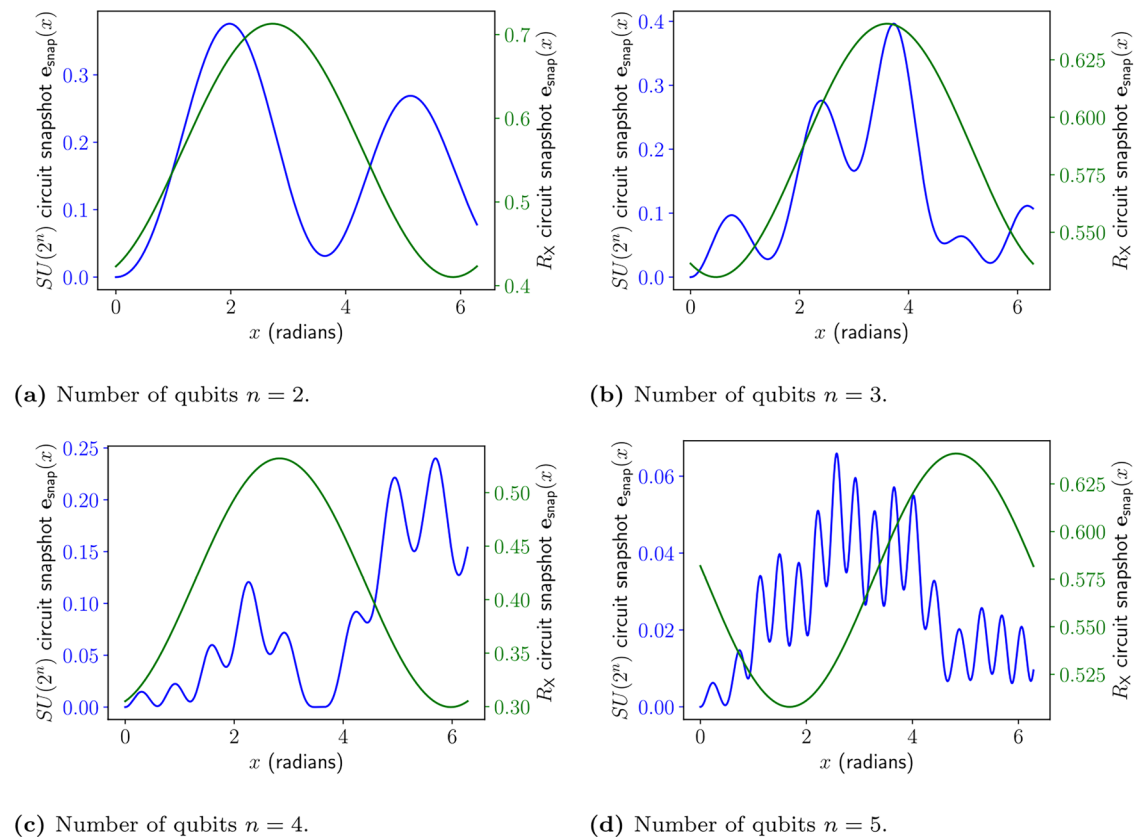 SU(2ⁿ) circuit snapshot e_snap(x)
0.3
0.2
0.1
0.0
0.7
0.6
0.5
0.4
R_X circuit snapshot e_snap(x)
0 2 4 6
x (radians)
SU(2ⁿ) circuit snapshot e_snap(x)
0.4
0.3
0.2
0.1
0.0
0.625
0.600
0.575
0.550
R_X circuit snapshot e_snap(x)
0 2 4 6
x (radians)
(a) Number of qubits n = 2.
(b) Number of qubits n = 3.
SU(2ⁿ) circuit snapshot e_snap(x)
0.25
0.20
0.15
0.10
0.05
0.00
0.50
0.45
0.40
0.35
0.30
R_X circuit snapshot e_snap(x)
0 2 4 6
x (radians)
SU(2ⁿ) circuit snapshot e_snap(x)
0.06
0.04
0.02
0.00
0.625
0.600
0.575
0.550
0.525
R_X circuit snapshot e_snap(x)
0 2 4 6
x (radians)
(c) Number of qubits n = 4.
(d) Number of qubits n = 5.